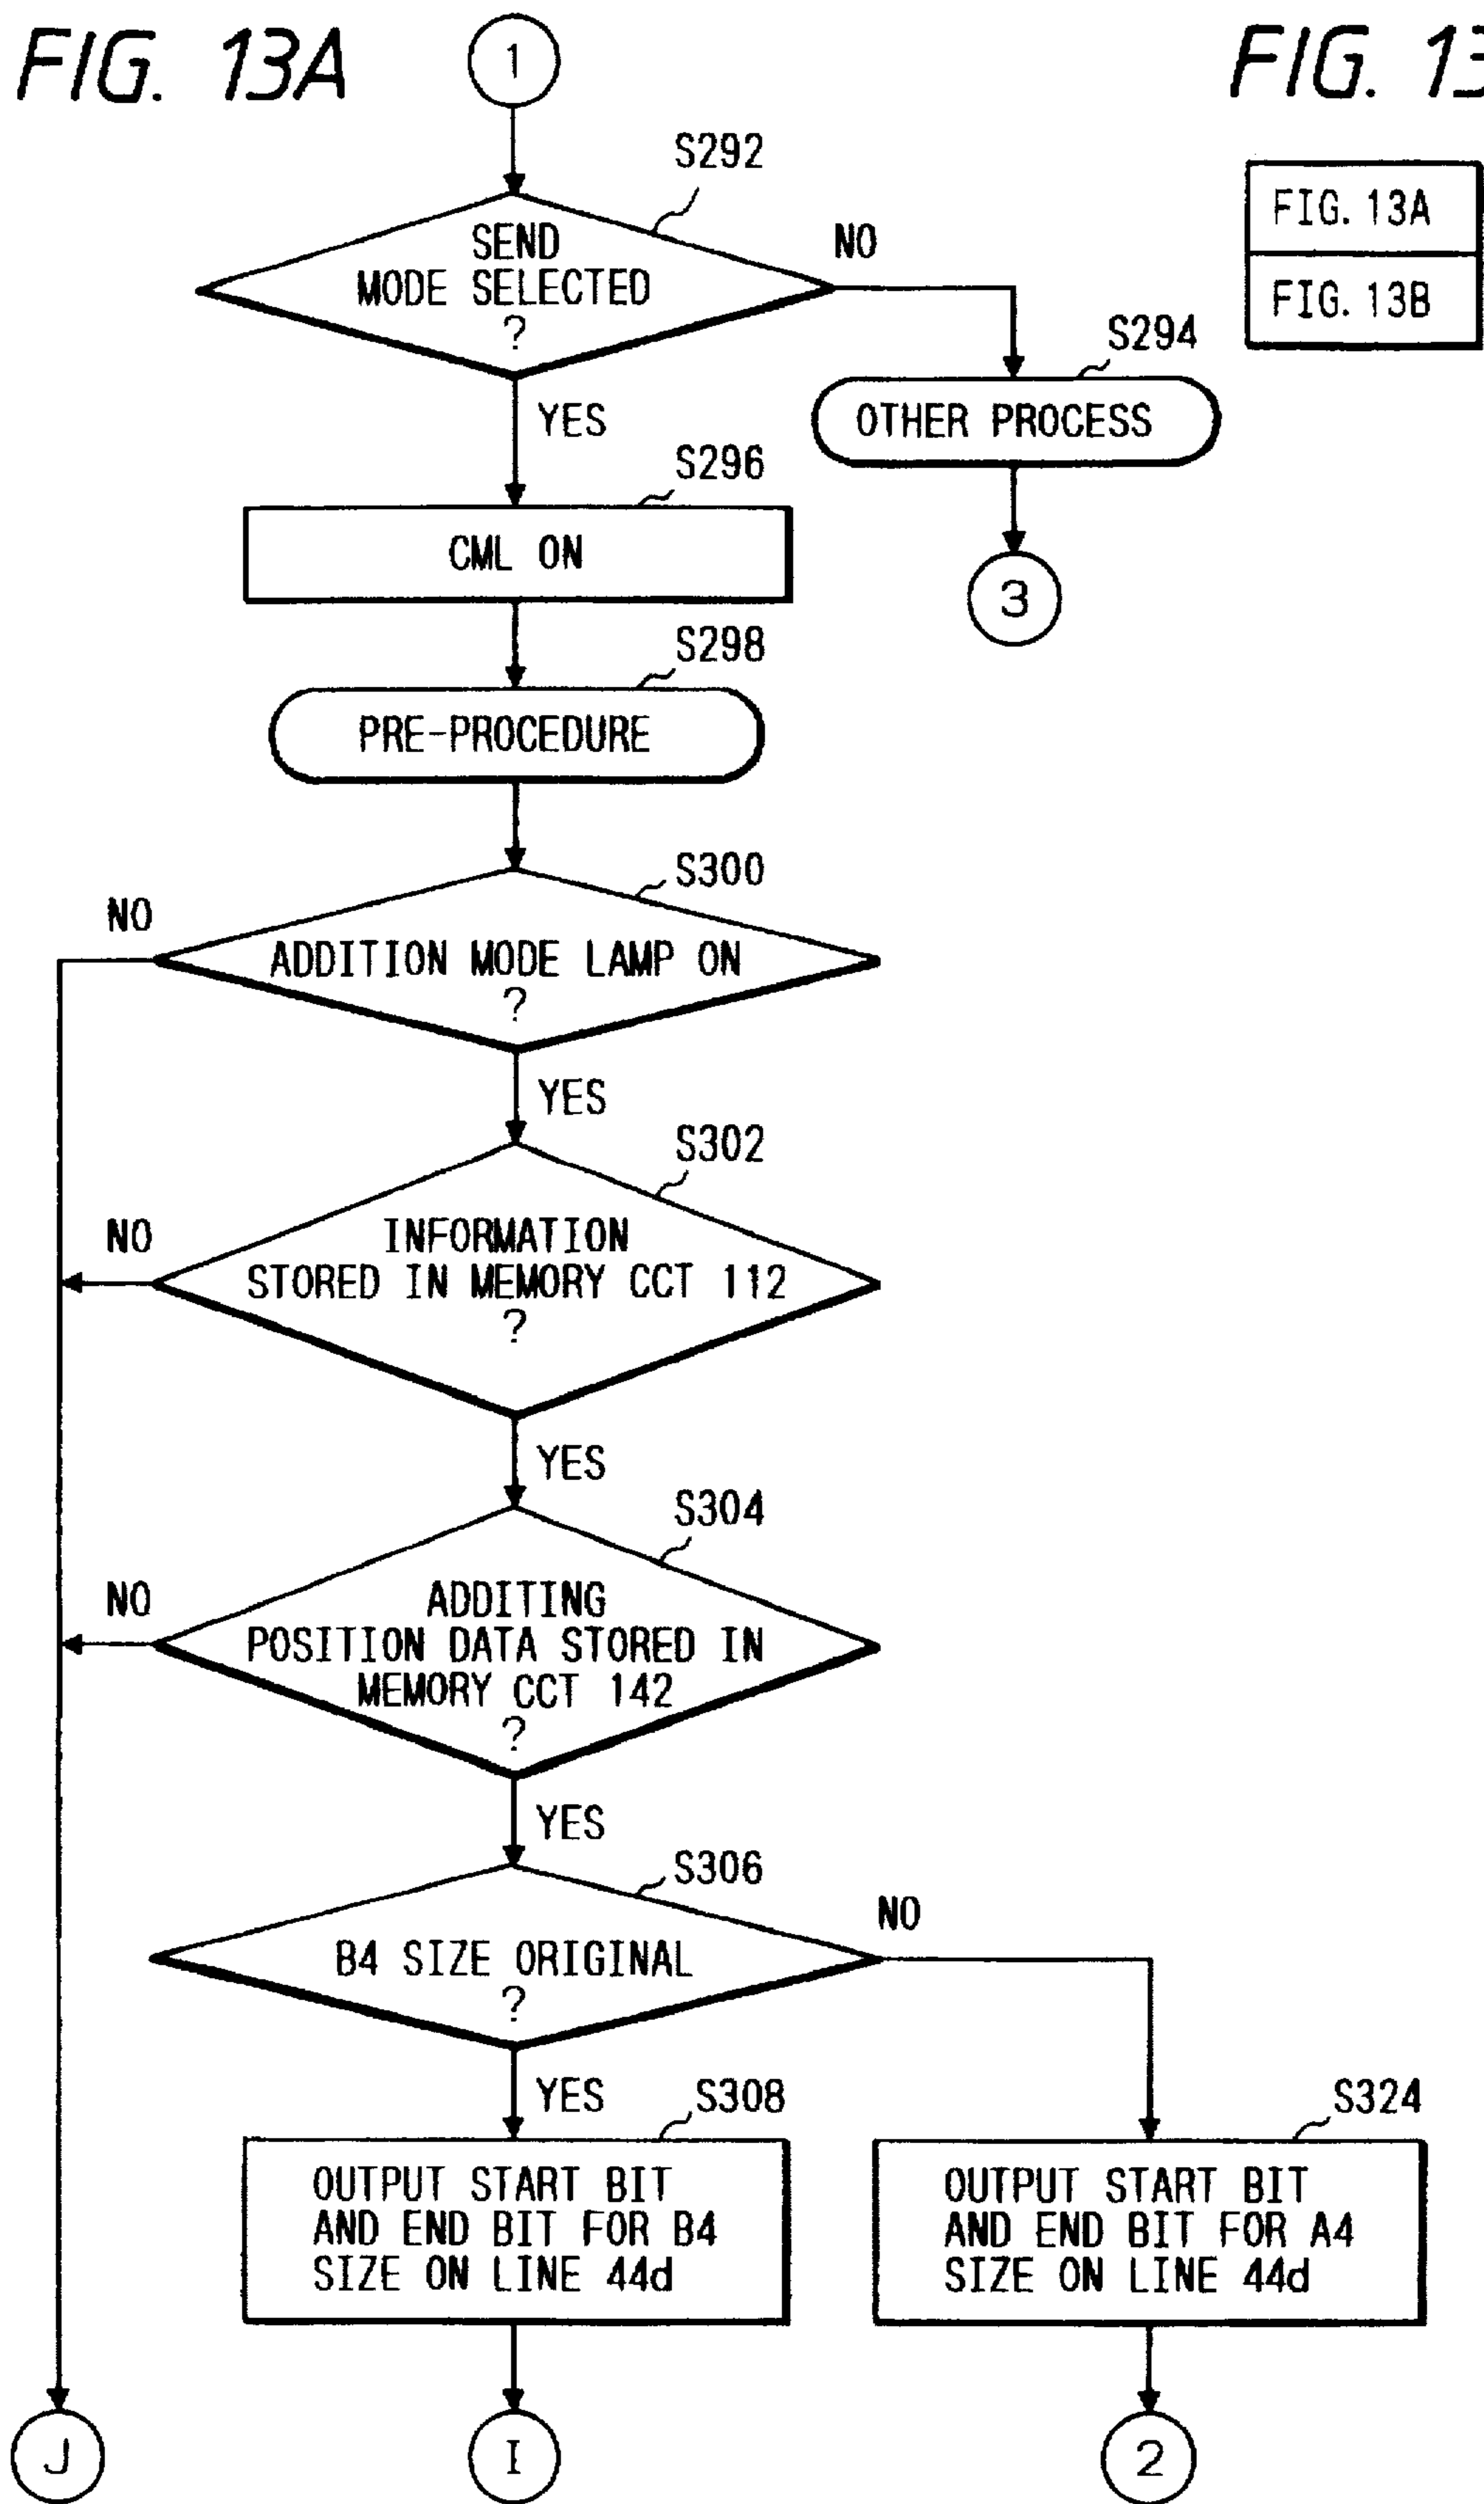 FIG. 13A
1
FIG. 13
FIG. 13A
FIG. 13B
S292
SEND
MODE SELECTED
?
NO
YES
S294
OTHER PROCESS
3
S296
CML ON
S298
PRE-PROCEDURE
S300
NO
ADDITION MODE LAMP ON
?
YES
S302
NO
INFORMATION
STORED IN MEMORY CCT 112
?
YES
S304
NO
ADDITING
POSITION DATA STORED IN
MEMORY CCT 142
?
YES
S306
NO
B4 SIZE ORIGINAL
?
YES
S308
OUTPUT START BIT
AND END BIT FOR B4
SIZE ON LINE 44d
S324
OUTPUT START BIT
AND END BIT FOR A4
SIZE ON LINE 44d
J
I
2